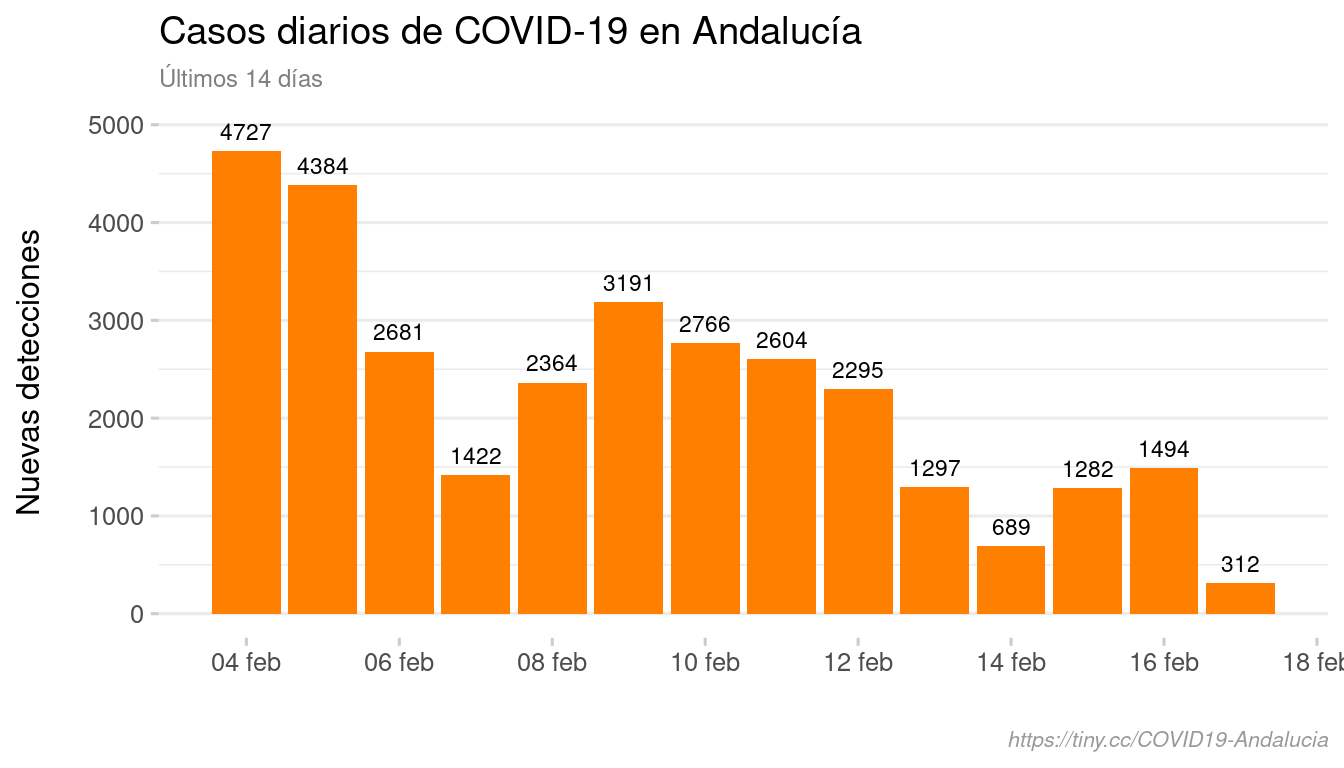 Casos diarios de COVID-19 en Andalucía
Últimos 14 días
Nuevas detecciones
5000
4000
3000
2000
1000
0
4727
4384
2681
1422
2364
3191
2766
2604
2295
1297
689
1282
1494
312
04 feb
06 feb
08 feb
10 feb
12 feb
14 feb
16 feb
18 feb
https://tiny.cc/COVID19-Andalucia